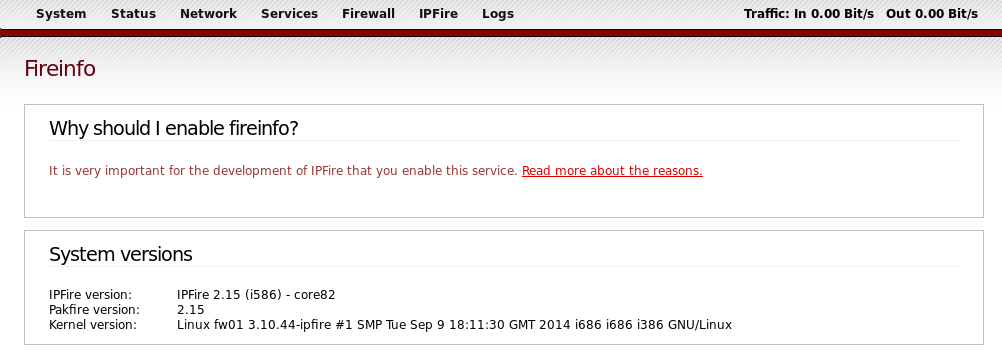 System Status Network Services Firewall IPFire Logs Traffic: In 0.00 Bit/s Out 0.00 Bit/s
Fireinfo
Why should I enable fireinfo?
It is very important for the development of IPFire that you enable this service. Read more about the reasons.
System versions
IPFire version: IPFire 2.15 (i586) - core82
Pakfire version: 2.15
Kernel version: Linux fw01 3.10.44-ipfire #1 SMP Tue Sep 9 18:11:30 GMT 2014 i686 i686 i386 GNU/Linux